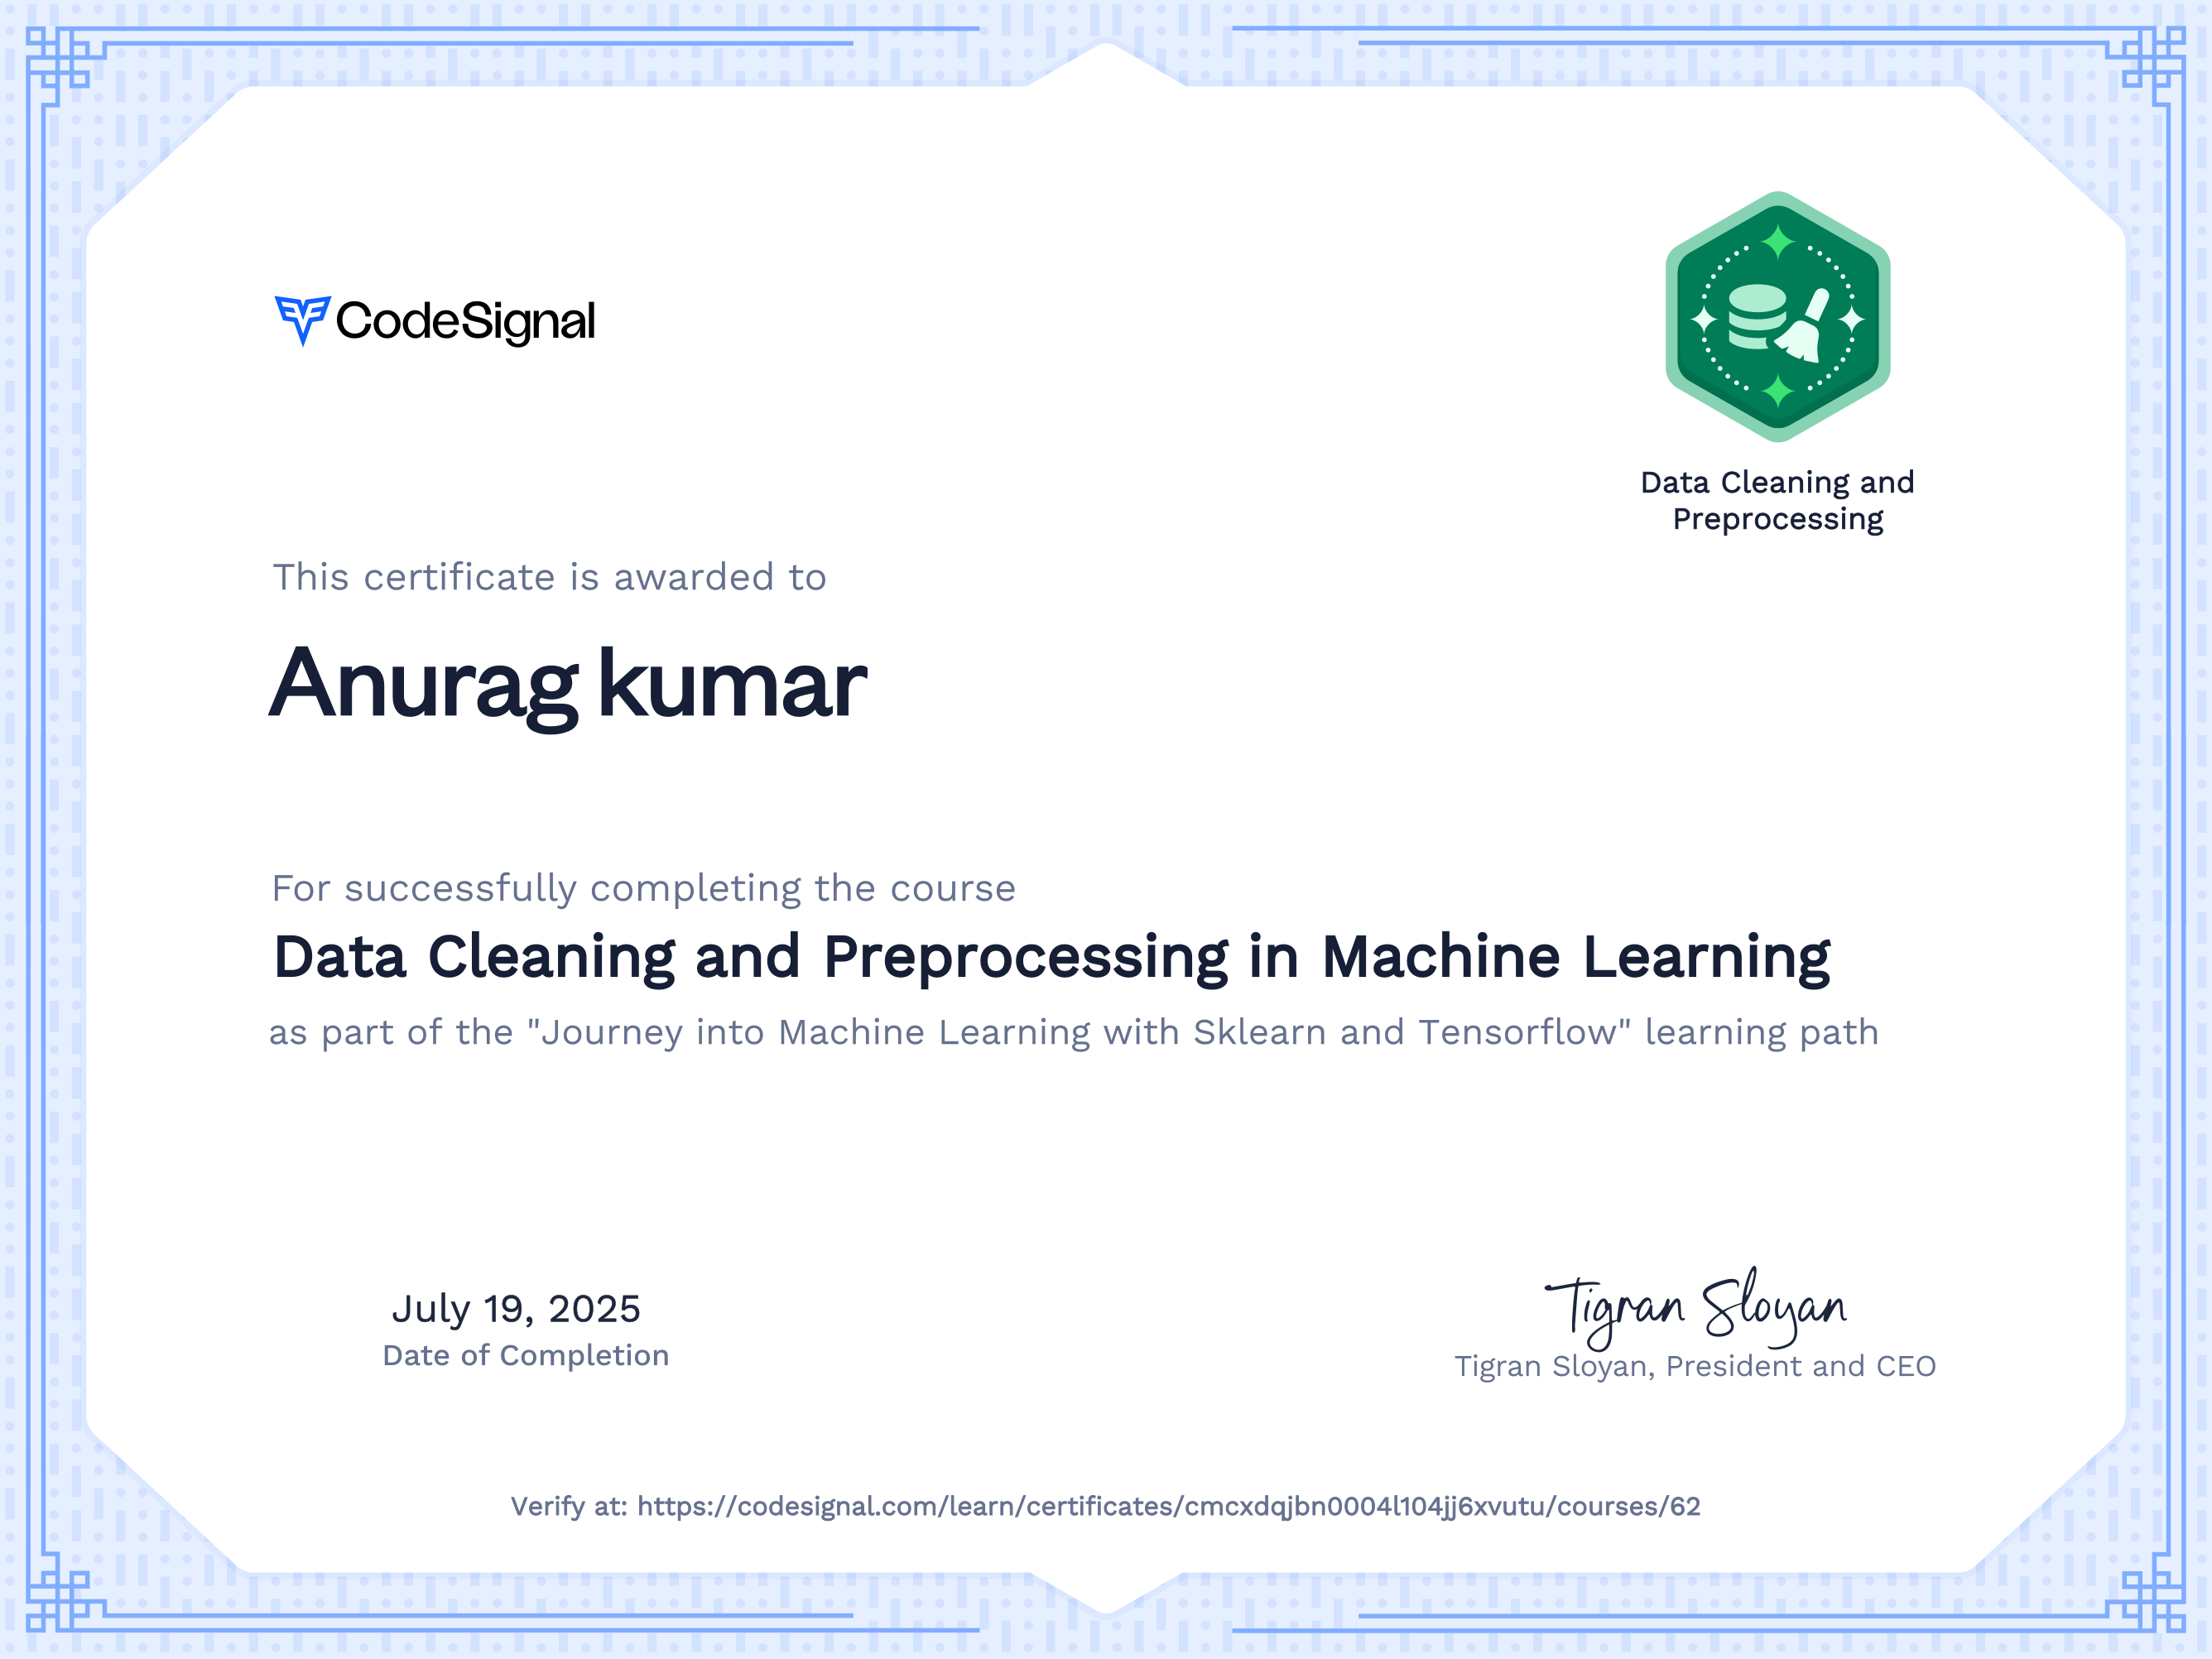 CodeSignal
Data Cleaning and
Preprocessing
This certificate is awarded to
Anurag kumar
For successfully completing the course
Data Cleaning and Preprocessing in Machine Learning
as part of the "Journey into Machine Learning with Sklearn and Tensorflow" learning path
July 19, 2025
Date of Completion
Tigran Sloyan
Tigran Sloyan, President and CEO
Verify at: https://codesignal.com/learn/certificates/cmcxdqjbn0004l104jj6xvutu/courses/62